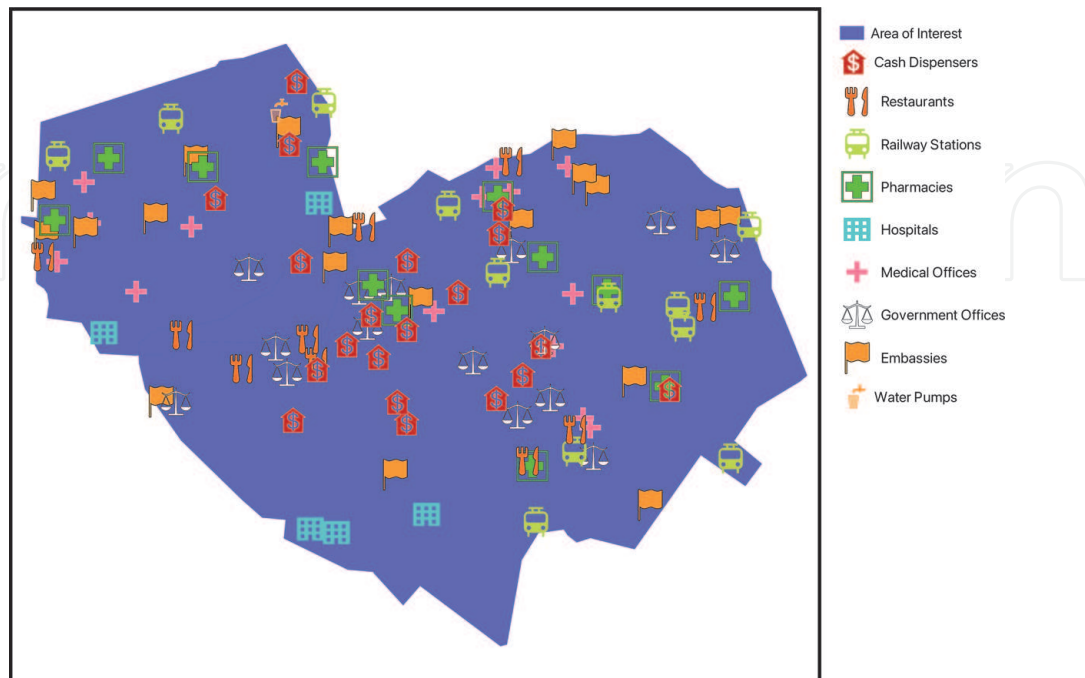 Area of Interest
Cash Dispensers
Restaurants
Railway Stations
Pharmacies
Hospitals
Medical Offices
Government Offices
Embassies
Water Pumps